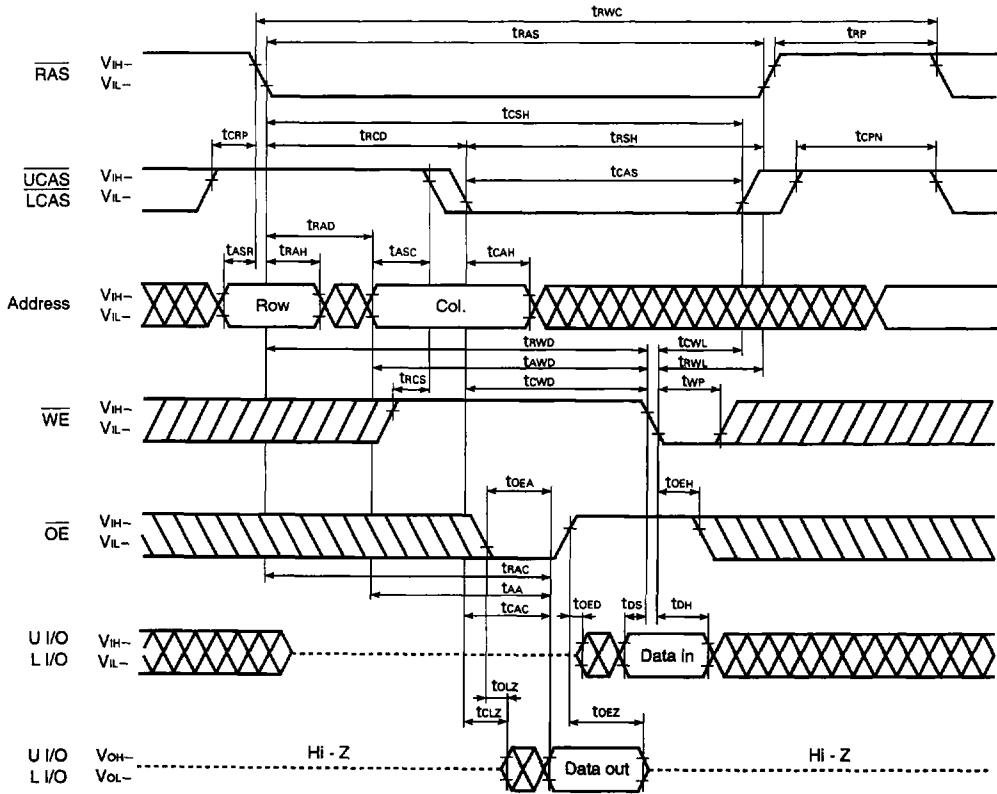 tRWC
tRAS tRP
RAS VIH–
VIL–
tCSH
tCRP tRCD tRSH tCPN
UCAS VIH–
LCAS VIL–
tCAS
tRAD
tASR tRAH tASC tCAH
Address VIH–
VIL–
Row Col.
tRWD tCWL
tAWD tRWL
tRCS tCWD tWP
WE VIH–
VIL–
tOEA tOEH
OE VIH–
VIL–
tRAC
tAA
tCAC tOED tDS tDH
U I/O VIH–
L I/O VIL–
Data in
tOLZ
tCLZ tOEZ
Hi - Z Hi - Z
U I/O VOH–
L I/O VOL–
Data out